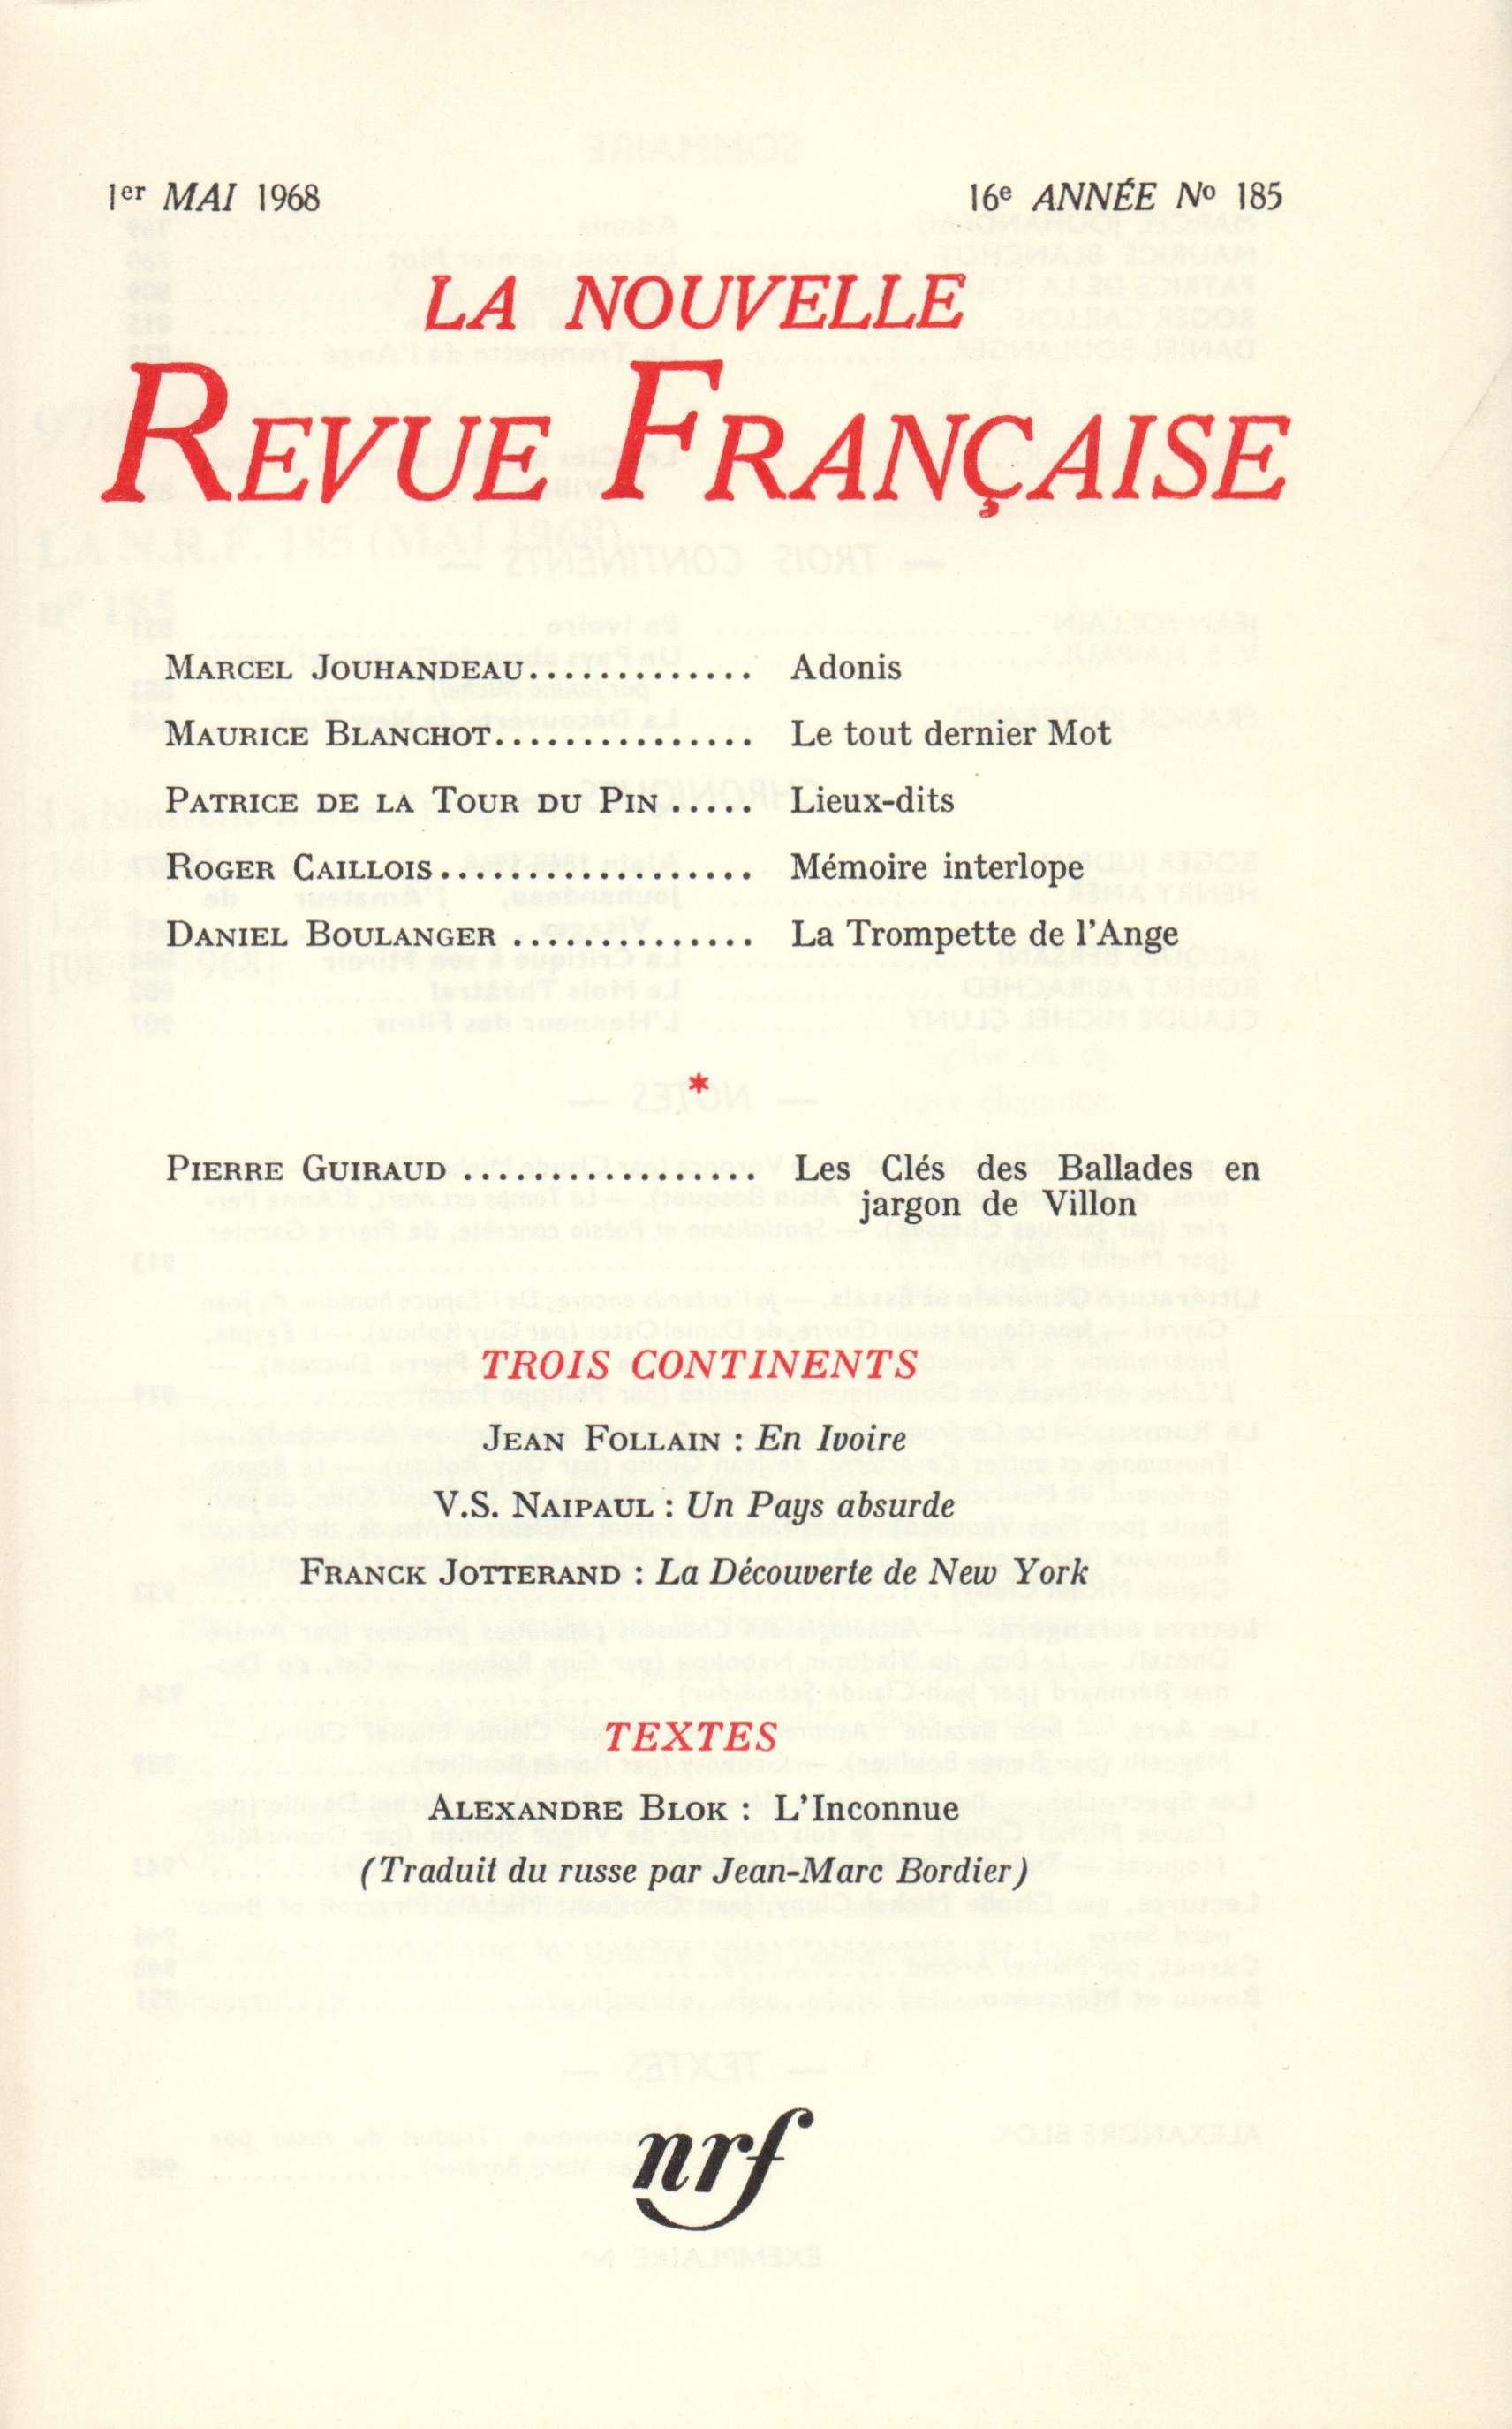 1er MAI 1968 16e ANNÉE No 185
LA NOUVELLE
REVUE FRANÇAISE
MARCEL JOUHANDEAU............. Adonis
MAURICE BLANCHOT............... Le tout dernier Mot
PATRICE DE LA TOUR DU PIN ..... Lieux-dits
ROGER CAILLOIS.................. Mémoire interlope
DANIEL BOULANGER .............. La Trompette de l'Ange
*
PIERRE GUIRAUD ................. Les Clés des Ballades en
jargon de Villon
TROIS CONTINENTS
JEAN FOLLAIN : En Ivoire
V.S. NAIPAUL : Un Pays absurde
FRANCK JOTTERAND : La Découverte de New York
TEXTES
ALEXANDRE BLOK : L'Inconnue
(Traduit du russe par Jean-Marc Bordier)
nrf